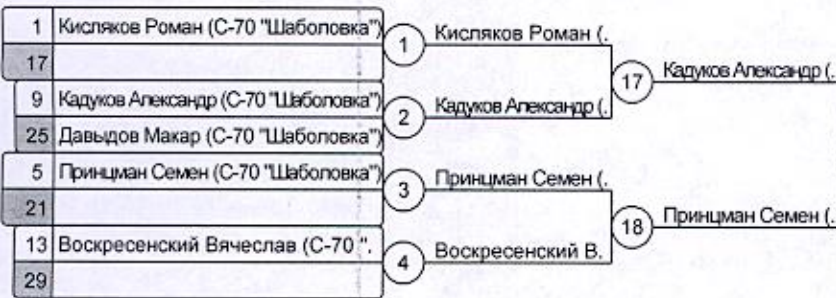 1 Кисляков Роман (С-70 "Шаболовка")
17
9 Кадуков Александр (С-70 "Шаболовка")
25 Давыдов Макар (С-70 "Шаболовка")
5 Принцман Семен (С-70 "Шаболовка")
21
13 Воскресенский Вячеслав (С-70 ".
29
1 Кисляков Роман (.
2 Кадуков Александр (.
3 Принцман Семен (.
4 Воскресенский В.
17 Кадуков Александр (.
18 Принцман Семен (.